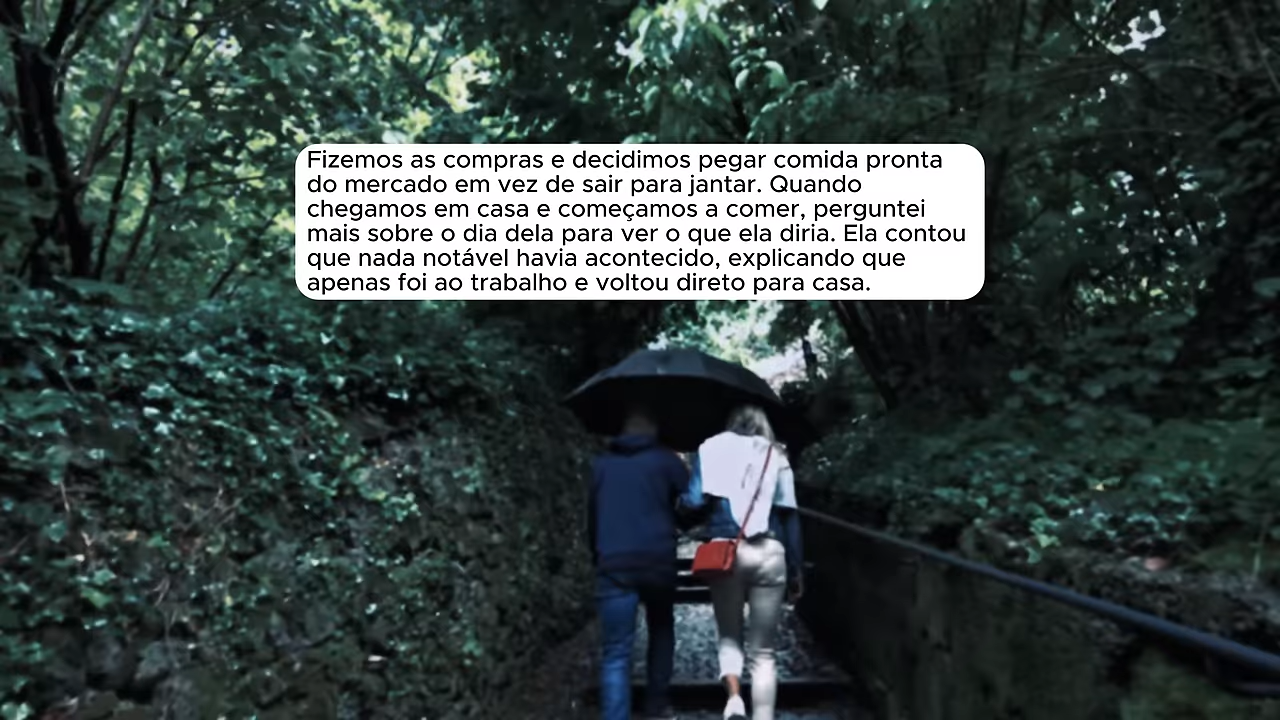 Fizemos as compras e decidimos pegar comida pronta
do mercado em vez de sair para jantar. Quando
chegamos em casa e começamos a comer, perguntei
mais sobre o dia dela para ver o que ela diria. Ela contou
que nada notável havia acontecido, explicando que
apenas foi ao trabalho e voltou direto para casa.